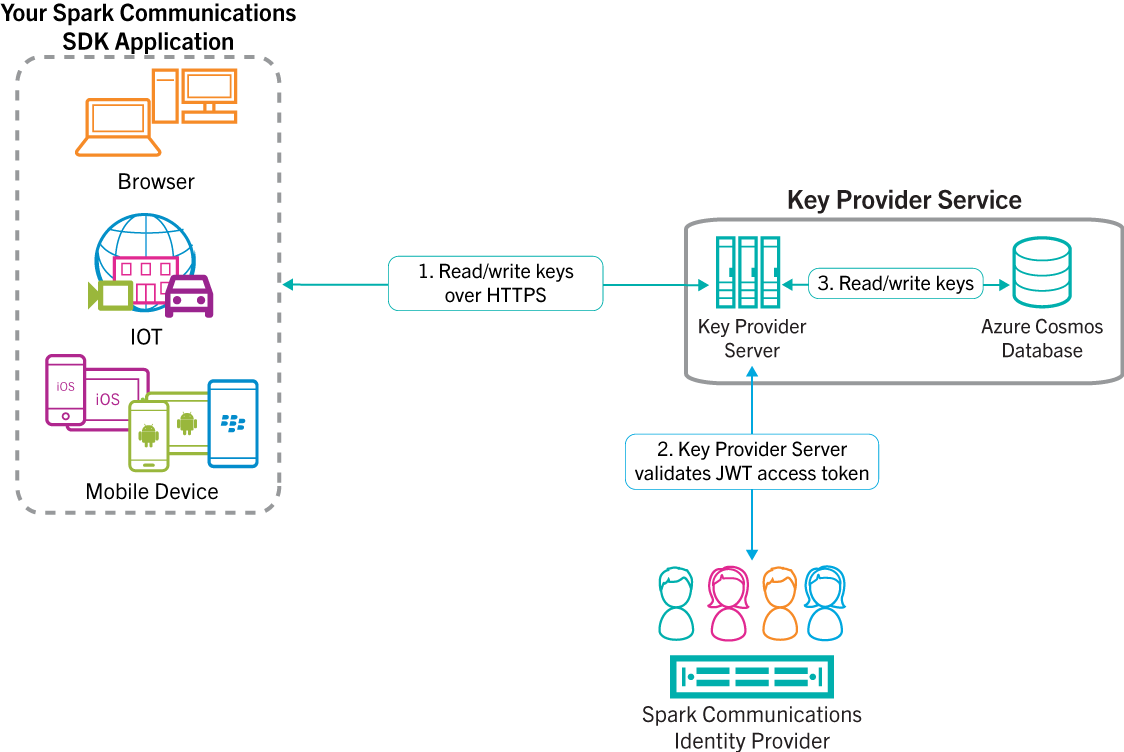 Your Spark Communications
SDK Application
Browser
IOT
iOS
iOS
Mobile Device
1. Read/write keys
over HTTPS
Key Provider Service
3. Read/write keys
Key Provider
Server
Azure Cosmos
Database
2. Key Provider Server
validates JWT access token
Spark Communications
Identity Provider